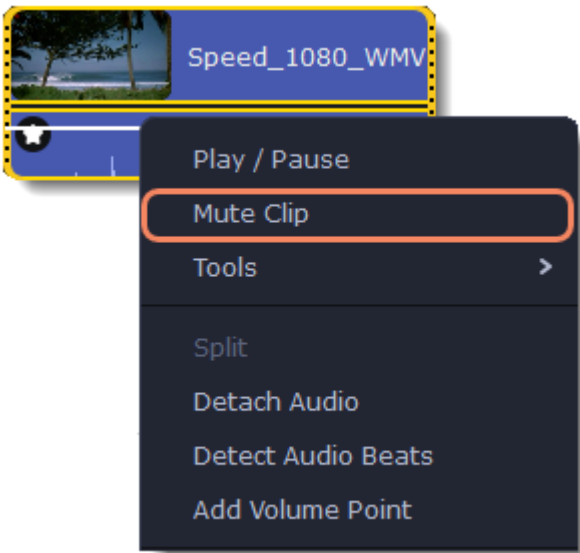 Speed_1080_WMV
Play / Pause
Mute Clip
Tools
Split
Detach Audio
Detect Audio Beats
Add Volume Point